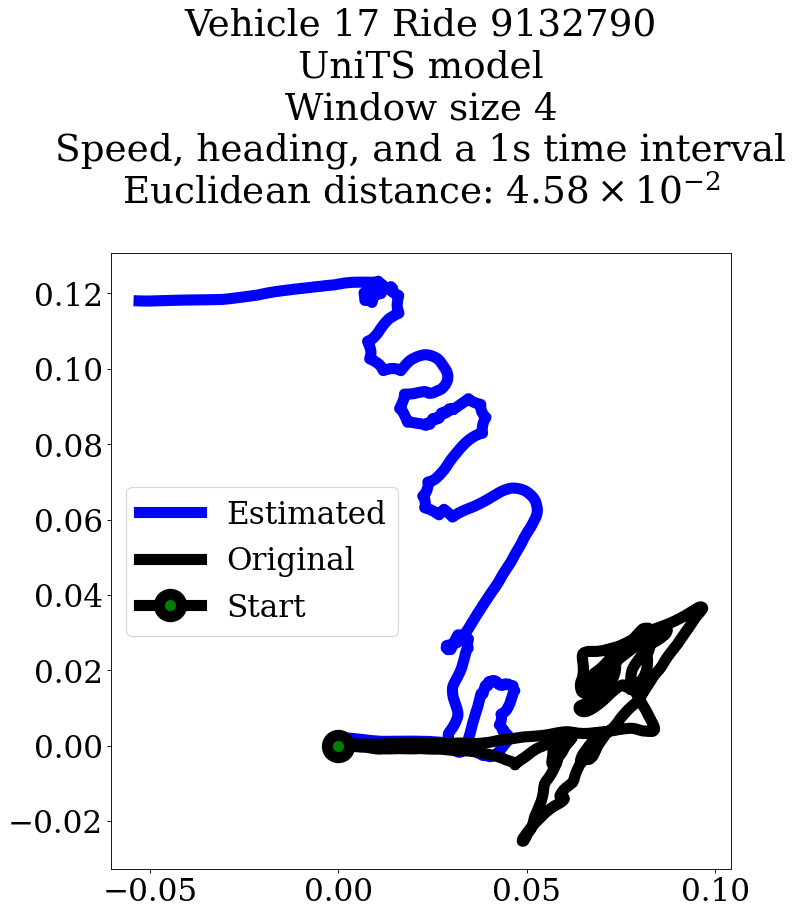 Vehicle 17 Ride 9132790
UniTS model
Window size 4
Speed, heading, and a 1s time interval
Euclidean distance: 4.58 × 10⁻²
0.12
0.10
0.08
0.06
0.04
0.02
0.00
−0.02
Estimated
Original
Start
−0.05 0.00 0.05 0.10